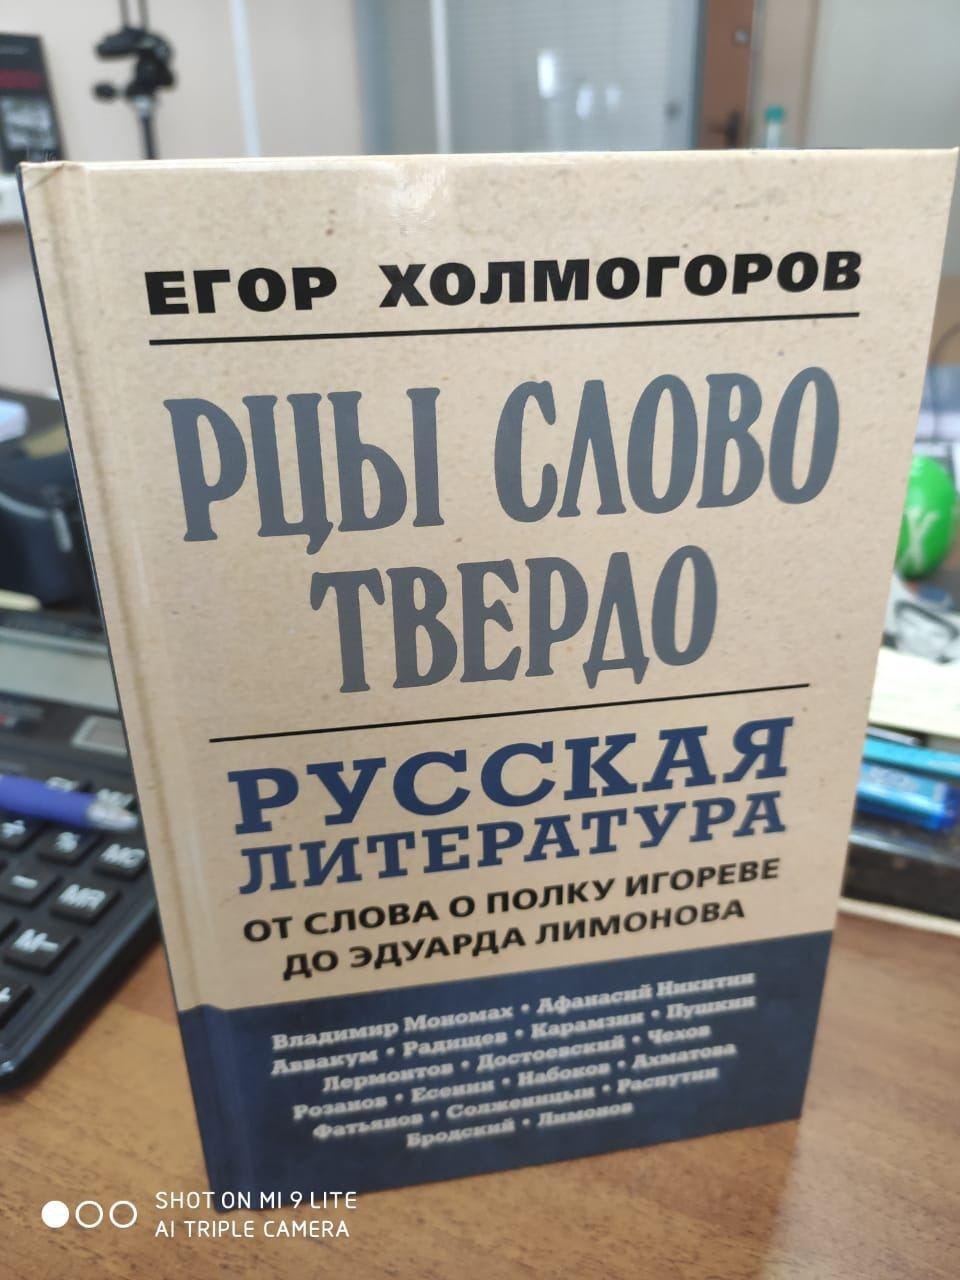 ЕГОР ХОЛМОГОРОВ
РЦЫ СЛОВО
ТВЕРДО
РУССКАЯ
ЛИТЕРАТУРА
ОТ СЛОВА О ПОЛКУ ИГОРЕВЕ
ДО ЭДУАРДА ЛИМОНОВА
Владимир Мономах • Афанасий Никитин
Аввакум • Радищев • Карамзин • Пушкин
Лермонтов • Достоевский • Чехов
Розанов • Есенин • Набоков • Ахматова
Фатьянов • Солженицын • Распутин
Бродский • Лимонов
÷ % MC
− MR
M−
+
SHOT ON MI 9 LITE
AI TRIPLE CAMERA